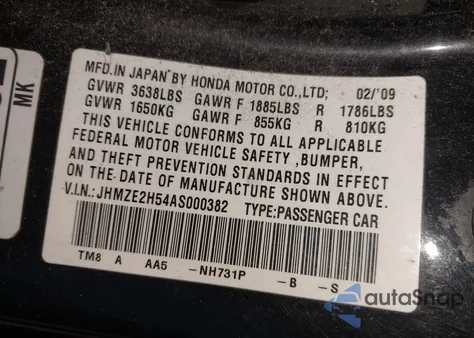 MK
MFD.IN JAPAN BY HONDA MOTOR CO.,LTD; 02/'09
GVWR 3638LBS GAWR F 1885LBS R 1786LBS
GVWR 1650KG GAWR F 855KG R 810KG
THIS VEHICLE CONFORMS TO ALL APPLICABLE
FEDERAL MOTOR VEHICLE SAFETY ,BUMPER,
AND THEFT PREVENTION STANDARDS IN EFFECT
ON THE DATE OF MANUFACTURE SHOWN ABOVE.
V.I.N.: JHMZE2H54AS000382 TYPE:PASSENGER CAR
TM8 A AA5 -NH731P -B -S
autoSnap